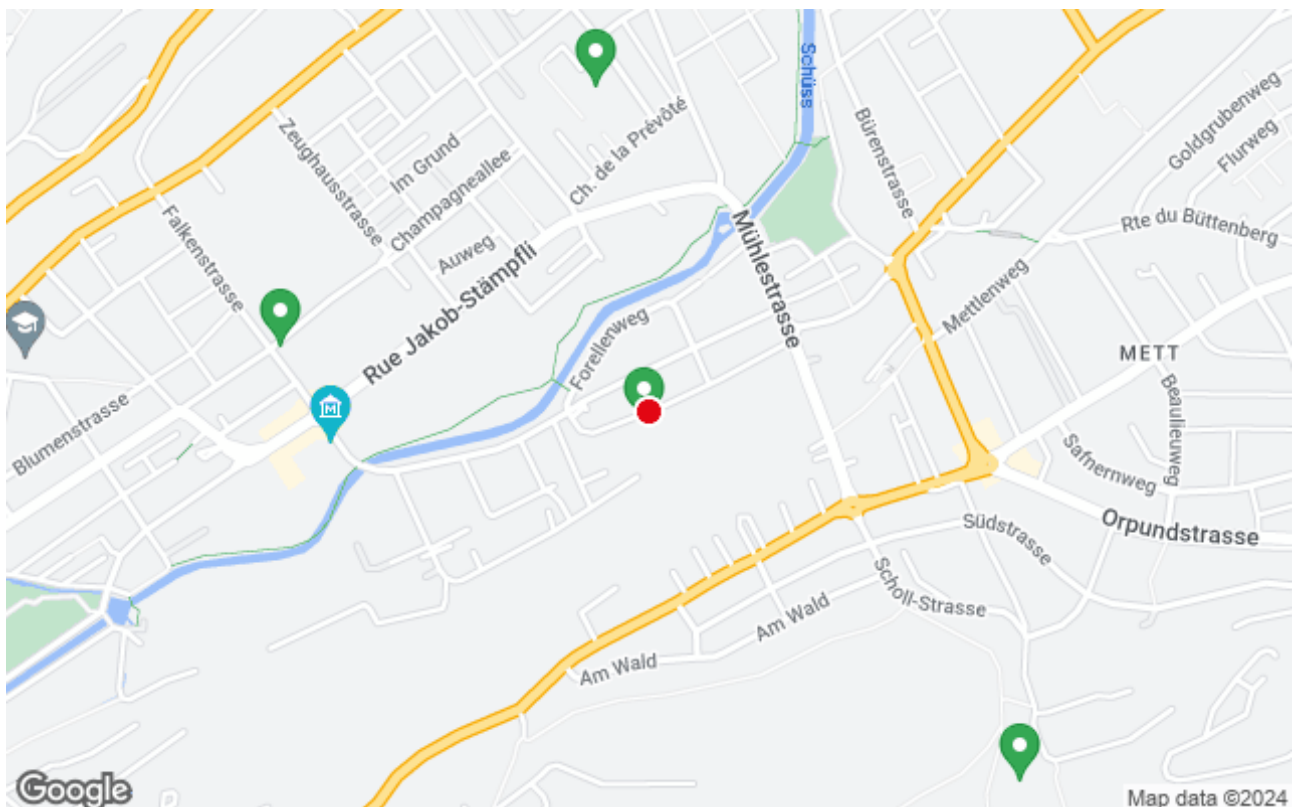 Schüss
Goldgrubenweg
Flurweg
Bürenstrasse
Zeughausstrasse
Im Grund
Ch. de la Prévôté
Champagneallee
Falkenstrasse
Auweg
Mühlestrasse
Rte du Büttenberg
Mettlenweg
Rue Jakob-Stämpfli
Forellenweg
METT
Beaulieuweg
Blumenstrasse
M
Safnernweg
Südstrasse
Orpundstrasse
Scholl-Strasse
Am Wald
Am Wald
Google
Map data ©2024